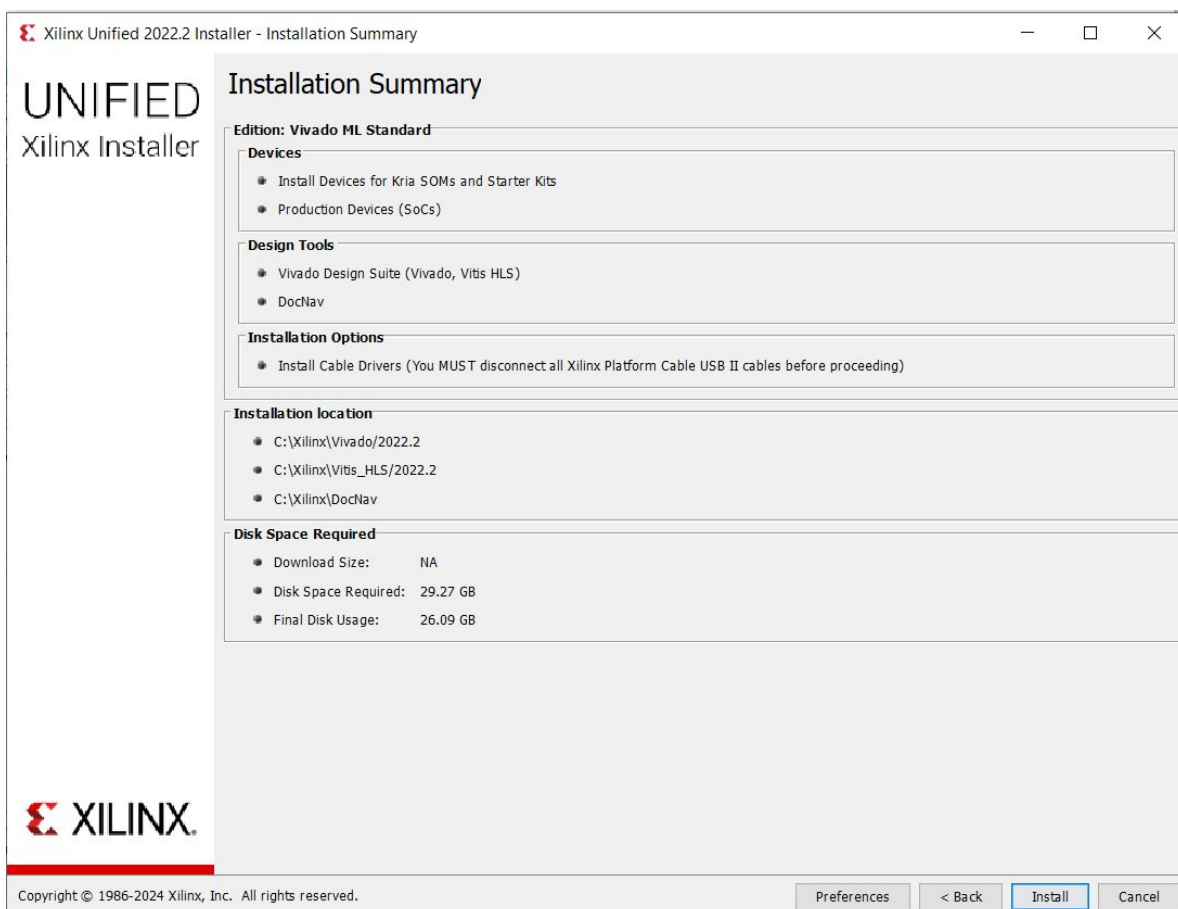 Xilinx Unified 2022.2 Installer - Installation Summary
UNIFIED
Xilinx Installer
Installation Summary
Edition: Vivado ML Standard
Devices
Install Devices for Kria SOMs and Starter Kits
Production Devices (SoCs)
Design Tools
Vivado Design Suite (Vivado, Vitis HLS)
DocNav
Installation Options
Install Cable Drivers (You MUST disconnect all Xilinx Platform Cable USB II cables before proceeding)
Installation location
C:\Xilinx\Vivado/2022.2
C:\Xilinx\Vitis_HLS/2022.2
C:\Xilinx\DocNav
Disk Space Required
Download Size: NA
Disk Space Required: 29.27 GB
Final Disk Usage: 26.09 GB
XILINX.
Copyright © 1986-2024 Xilinx, Inc. All rights reserved.
Preferences < Back Install Cancel